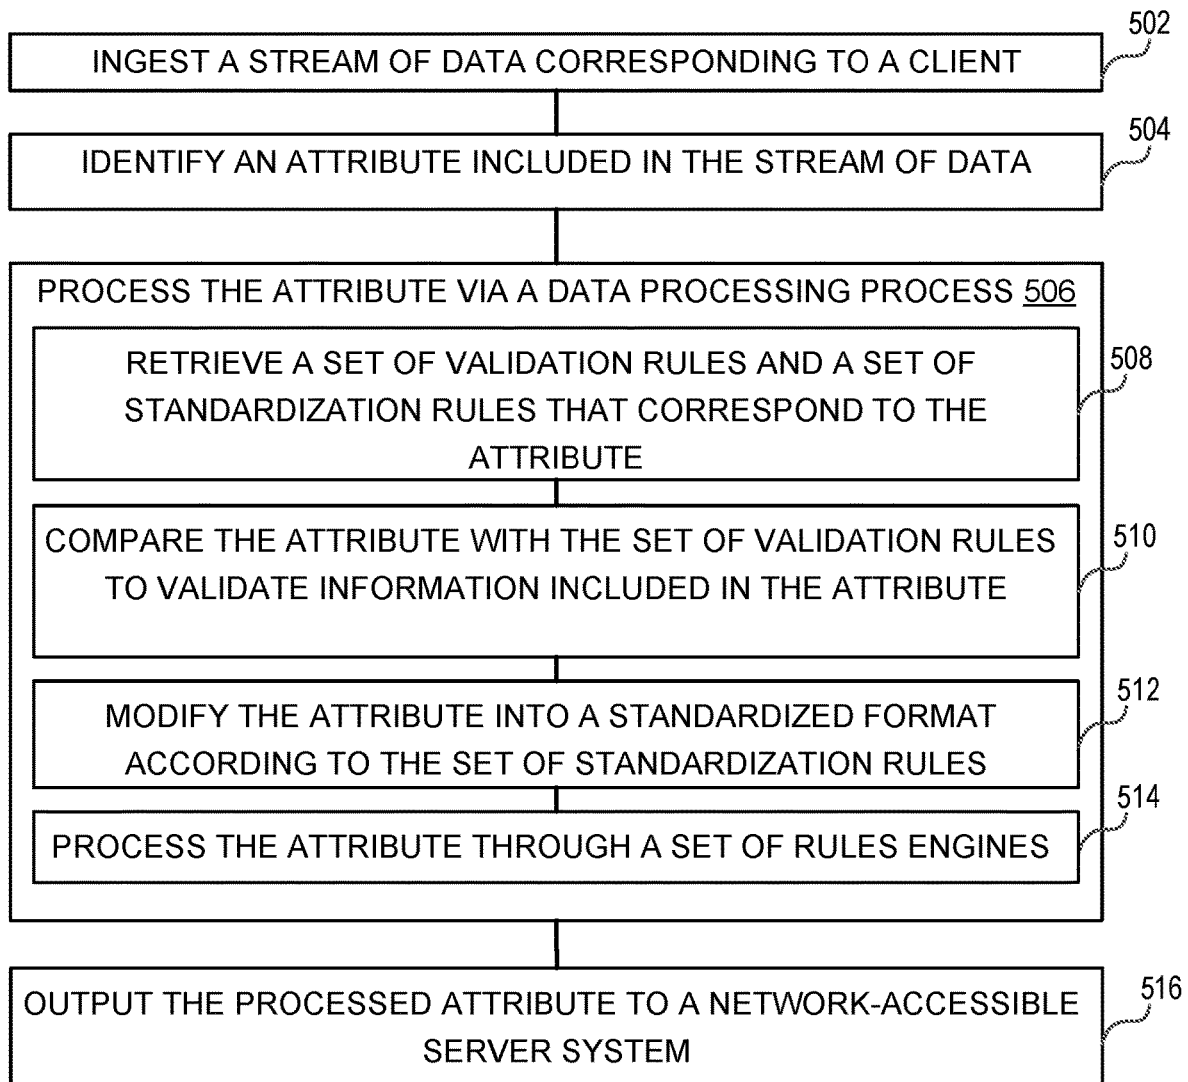 502
INGEST A STREAM OF DATA CORRESPONDING TO A CLIENT
504
IDENTIFY AN ATTRIBUTE INCLUDED IN THE STREAM OF DATA
PROCESS THE ATTRIBUTE VIA A DATA PROCESSING PROCESS 506
508
RETRIEVE A SET OF VALIDATION RULES AND A SET OF
STANDARDIZATION RULES THAT CORRESPOND TO THE
ATTRIBUTE
510
COMPARE THE ATTRIBUTE WITH THE SET OF VALIDATION RULES
TO VALIDATE INFORMATION INCLUDED IN THE ATTRIBUTE
512
MODIFY THE ATTRIBUTE INTO A STANDARDIZED FORMAT
ACCORDING TO THE SET OF STANDARDIZATION RULES
514
PROCESS THE ATTRIBUTE THROUGH A SET OF RULES ENGINES
516
OUTPUT THE PROCESSED ATTRIBUTE TO A NETWORK-ACCESSIBLE
SERVER SYSTEM